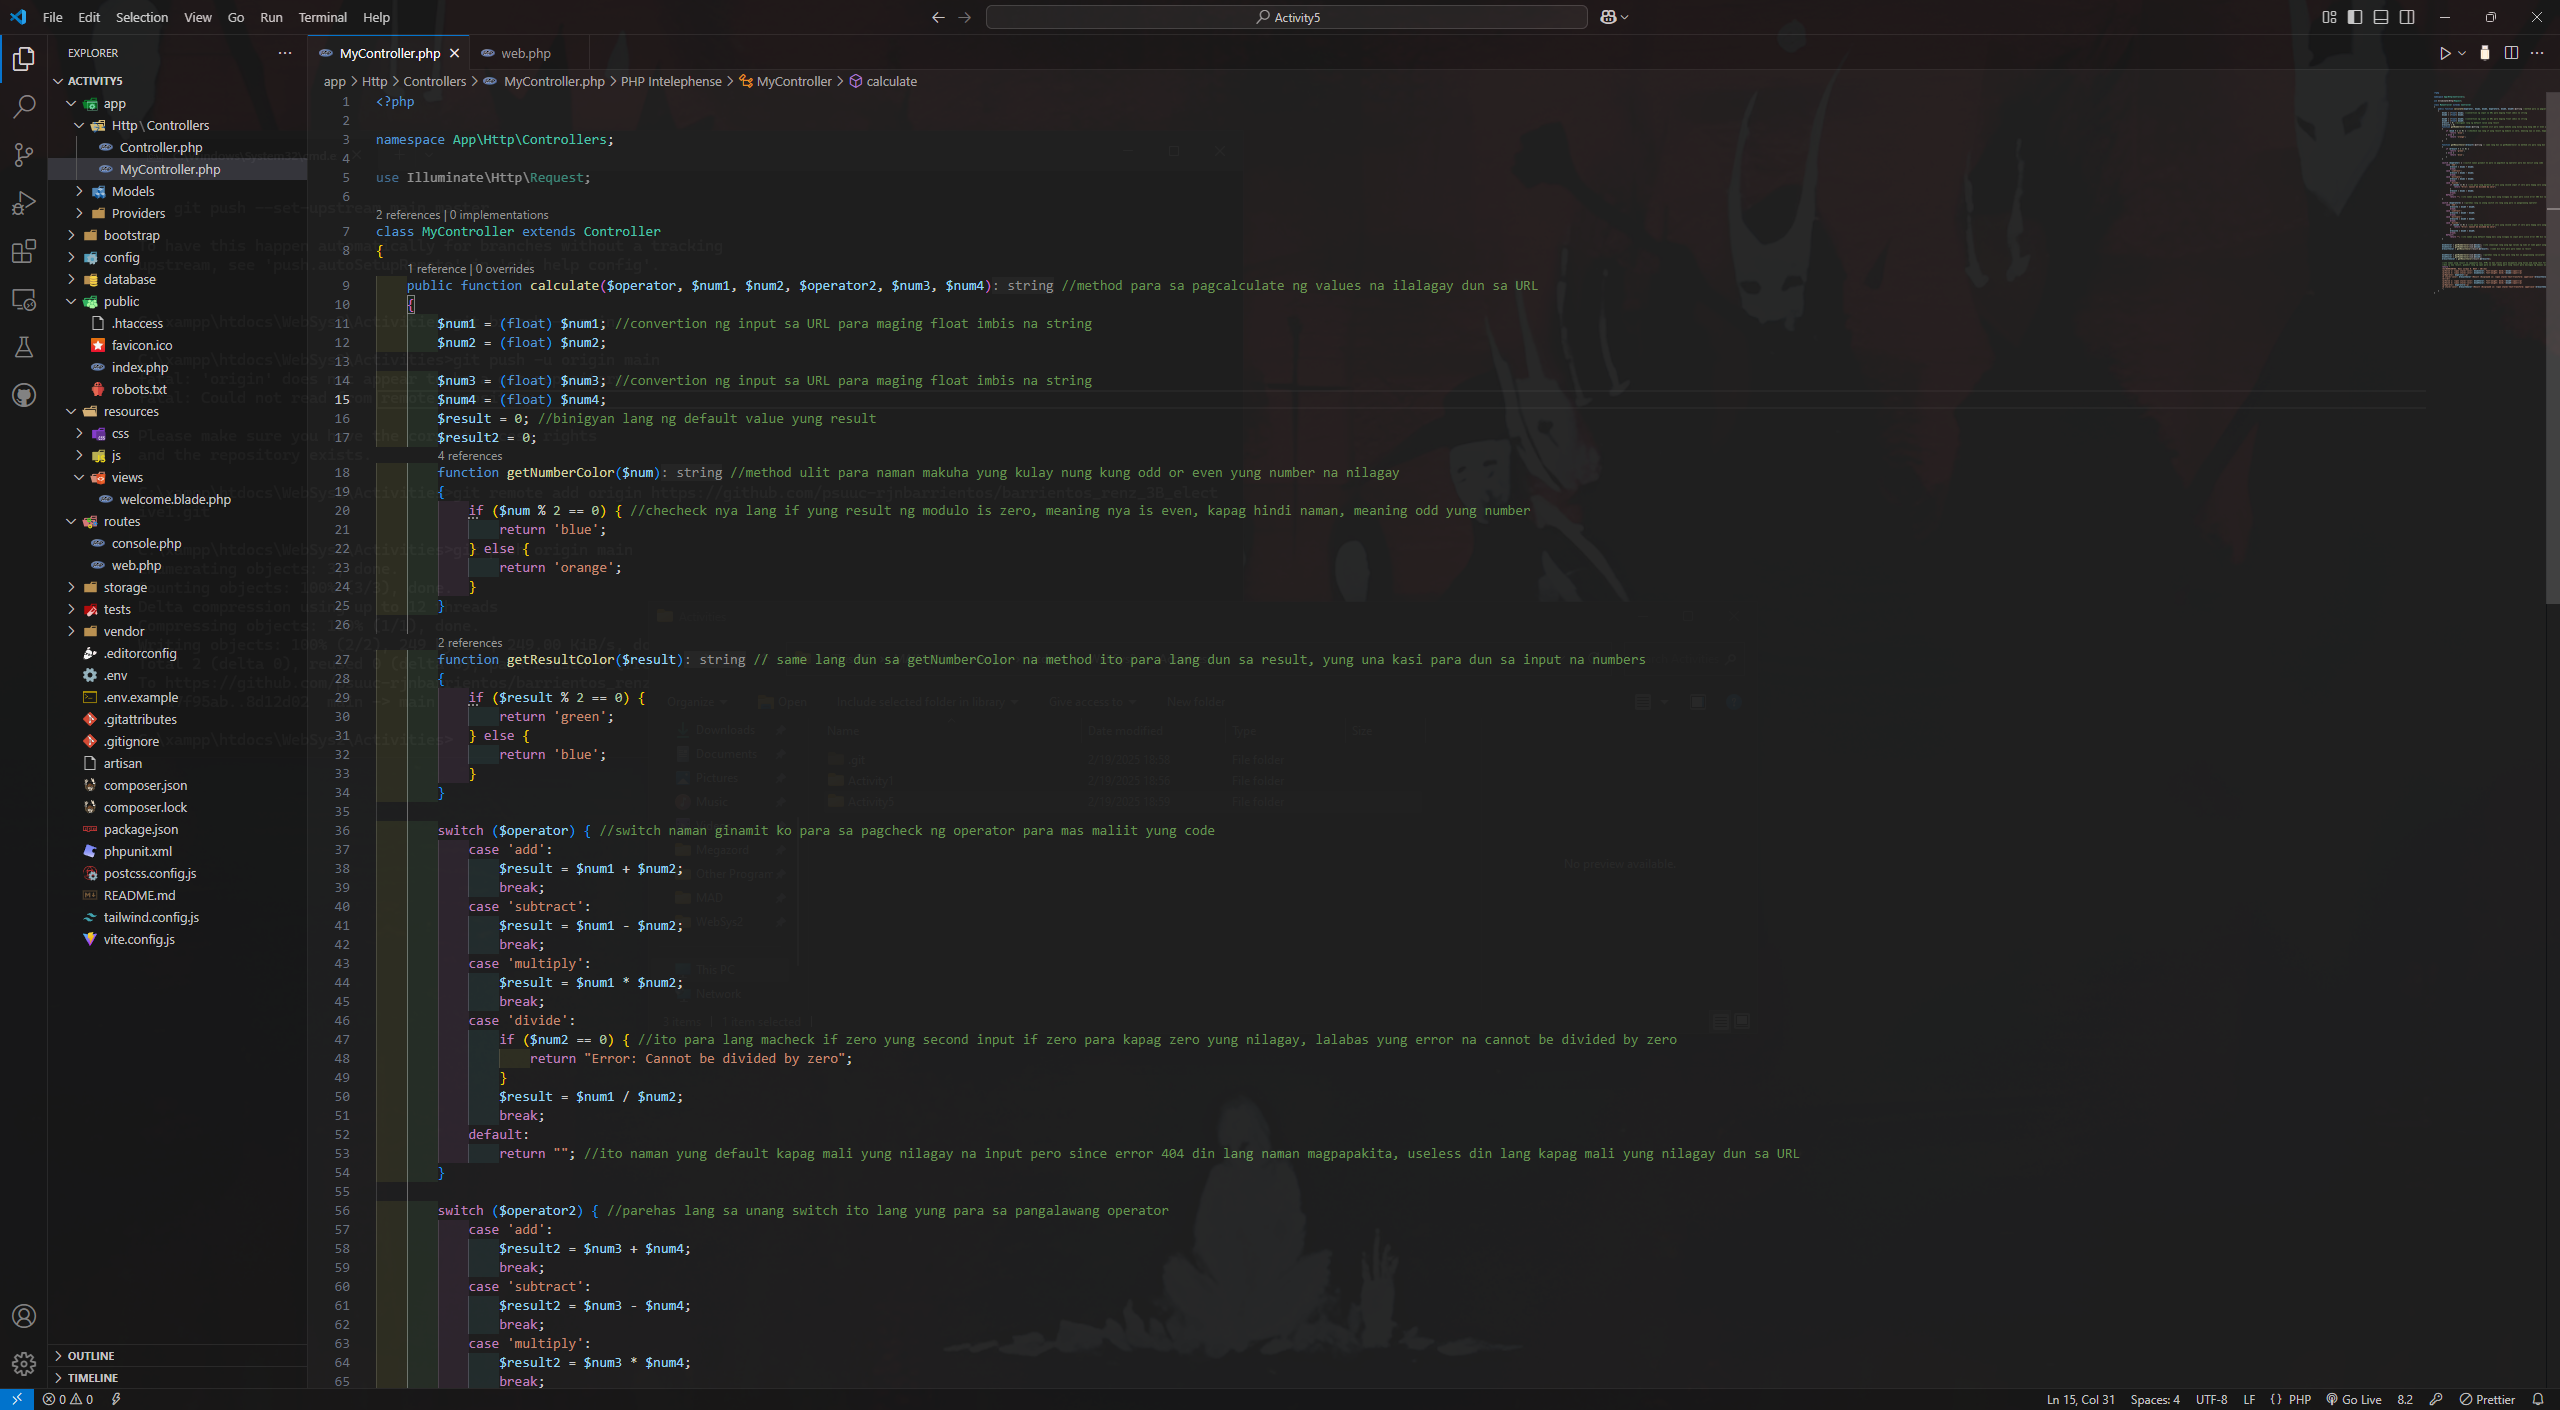 File Edit Selection View Go Run Terminal Help
Activity5
EXPLORER
ACTIVITY5
app
Http \ Controllers
Controller.php
MyController.php
Models
Providers
bootstrap
config
database
public
.htaccess
favicon.ico
index.php
robots.txt
resources
css
js
views
welcome.blade.php
routes
console.php
web.php
storage
tests
vendor
.editorconfig
.env
.env.example
.gitattributes
.gitignore
artisan
composer.json
composer.lock
package.json
phpunit.xml
postcss.config.js
README.md
tailwind.config.js
vite.config.js
OUTLINE
TIMELINE
MyController.php web.php
app > Http > Controllers > MyController.php > PHP Intelephense > MyController > calculate
1 <?php
2
3 namespace App\Http\Controllers;
4
5 use Illuminate\Http\Request;
6
2 references | 0 implementations
7 class MyController extends Controller
8 {
1 reference | 0 overrides
9 public function calculate($operator, $num1, $num2, $operator2, $num3, $num4): string //method para sa pagcalculate ng values na ilalagay dun sa URL
10 {
11 $num1 = (float) $num1; //convertion ng input sa URL para maging float imbis na string
12 $num2 = (float) $num2;
13
14 $num3 = (float) $num3; //convertion ng input sa URL para maging float imbis na string
15 $num4 = (float) $num4;
16 $result = 0; //binigyan lang ng default value yung result
17 $result2 = 0;
4 references
18 function getNumberColor($num): string //method ulit para naman makuha yung kulay nung kung odd or even yung number na nilagay
19 {
20 if ($num % 2 == 0) { //checheck nya lang if yung result ng modulo is zero, meaning nya is even, kapag hindi naman, meaning odd yung number
21 return 'blue';
22 } else {
23 return 'orange';
24 }
25 }
26
2 references
27 function getResultColor($result): string // same lang dun sa getNumberColor na method ito para lang dun sa result, yung una kasi para dun sa input na numbers
28 {
29 if ($result % 2 == 0) {
30 return 'green';
31 } else {
32 return 'blue';
33 }
34 }
35
36 switch ($operator) { //switch naman ginamit ko para sa pagcheck ng operator para mas maliit yung code
37 case 'add':
38 $result = $num1 + $num2;
39 break;
40 case 'subtract':
41 $result = $num1 - $num2;
42 break;
43 case 'multiply':
44 $result = $num1 * $num2;
45 break;
46 case 'divide':
47 if ($num2 == 0) { //ito para lang macheck if zero yung second input if zero para kapag zero yung nilagay, lalabas yung error na cannot be divided by zero
48 return "Error: Cannot be divided by zero";
49 }
50 $result = $num1 / $num2;
51 break;
52 default:
53 return ""; //ito naman yung default kapag mali yung nilagay na input pero since error 404 din lang naman magpapakita, useless din lang kapag mali yung nilagay dun sa URL
54 }
55
56 switch ($operator2) { //parehas lang sa unang switch ito lang yung para sa pangalawang operator
57 case 'add':
58 $result2 = $num3 + $num4;
59 break;
60 case 'subtract':
61 $result2 = $num3 - $num4;
62 break;
63 case 'multiply':
64 $result2 = $num3 * $num4;
65 break;
0 0
Ln 15, Col 31 Spaces: 4 UTF-8 LF {} PHP Go Live 8.2 Prettier